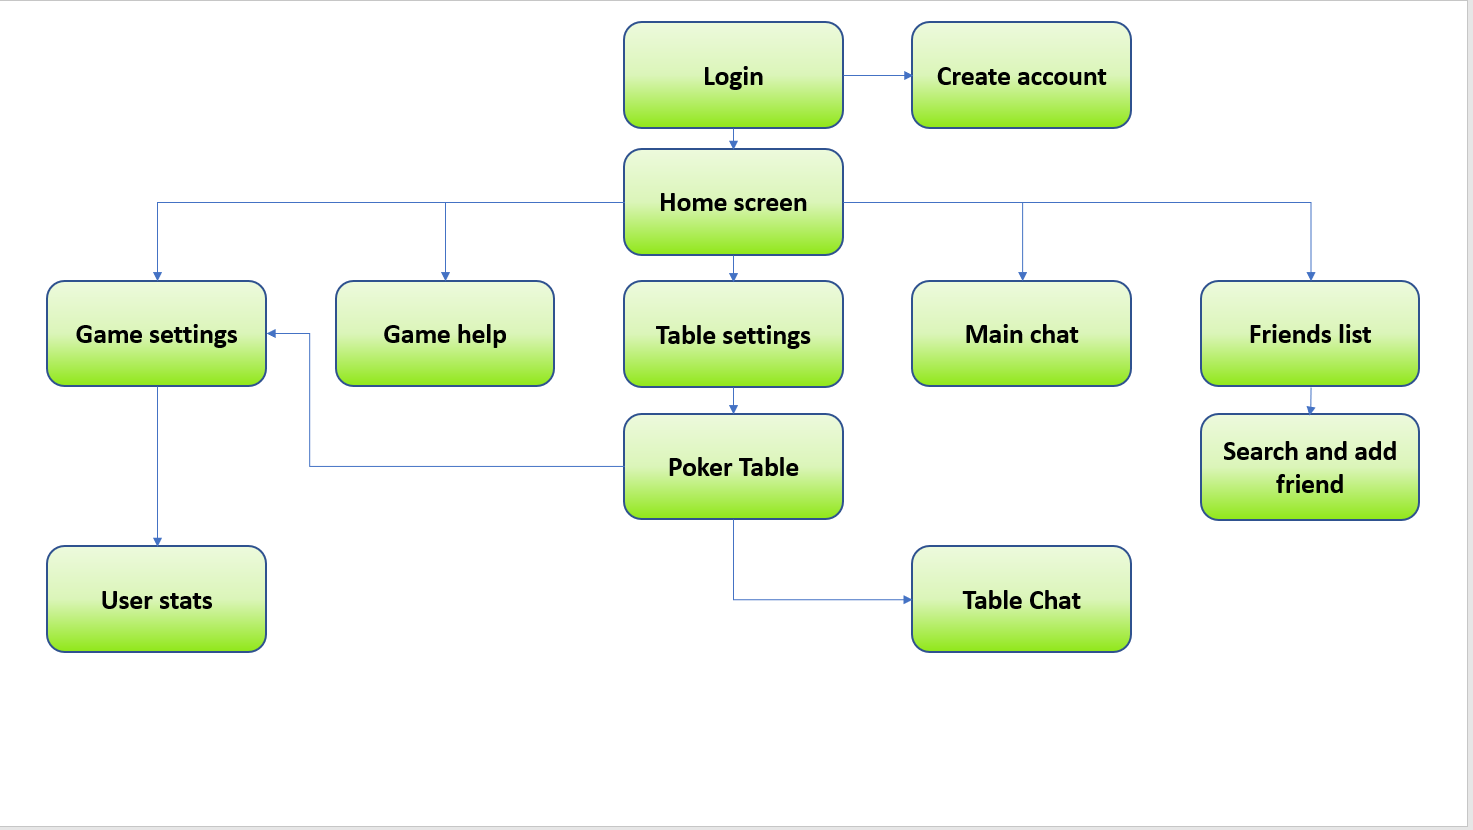 Login
Create account
Home screen
Game settings
Game help
Table settings
Main chat
Friends list
Poker Table
Search and add
friend
User stats
Table Chat